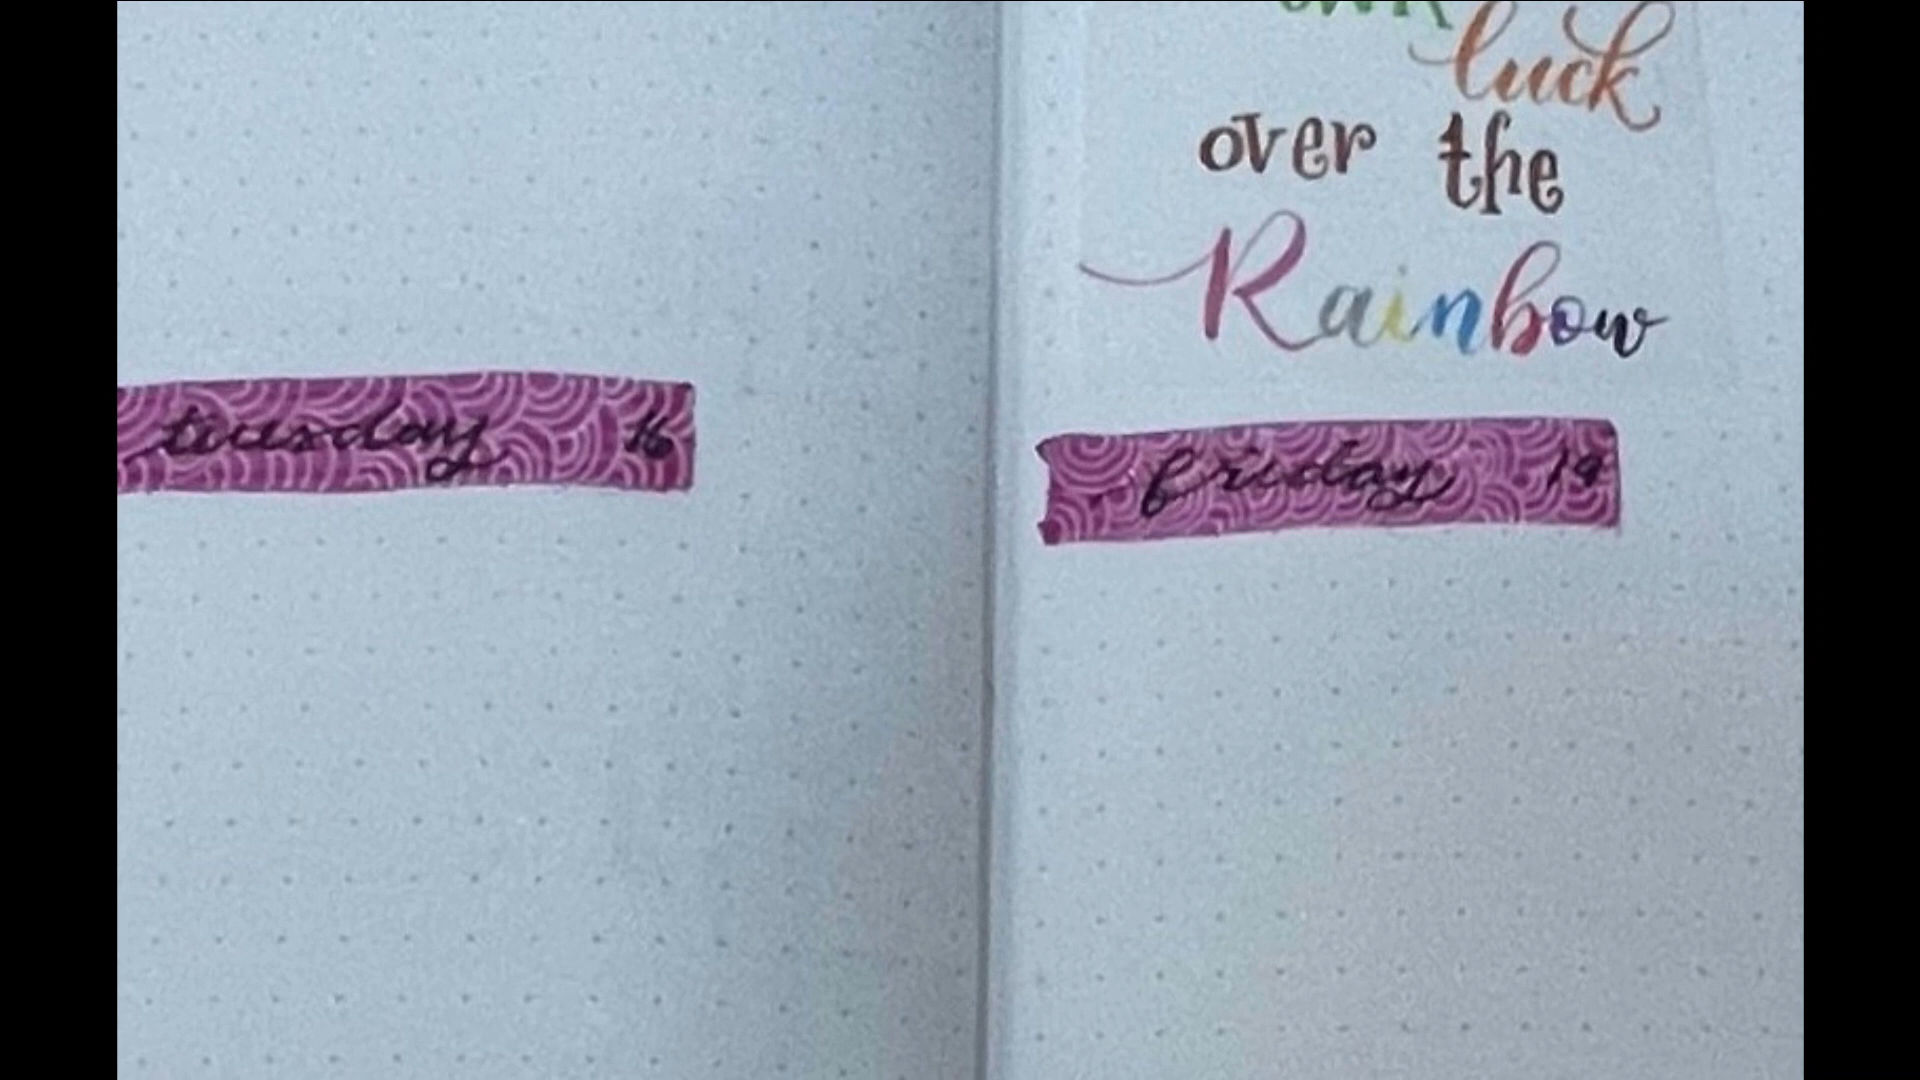 tuesday 16
luck
over the
Rainbow
friday 19